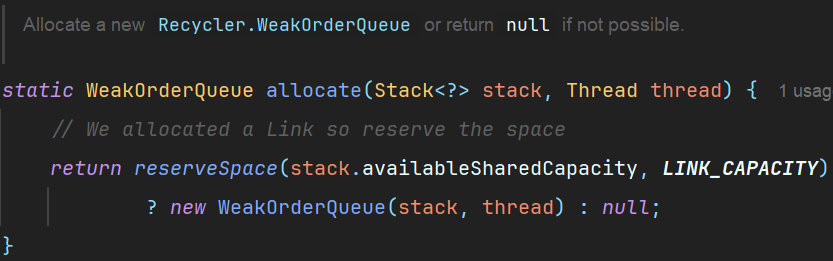 Allocate a new Recycler.WeakOrderQueue or return null if not possible.
static WeakOrderQueue allocate(Stack<?> stack, Thread thread) { 1 usag
// We allocated a Link so reserve the space
return reserveSpace(stack.availableSharedCapacity, LINK_CAPACITY)
? new WeakOrderQueue(stack, thread) : null;
}